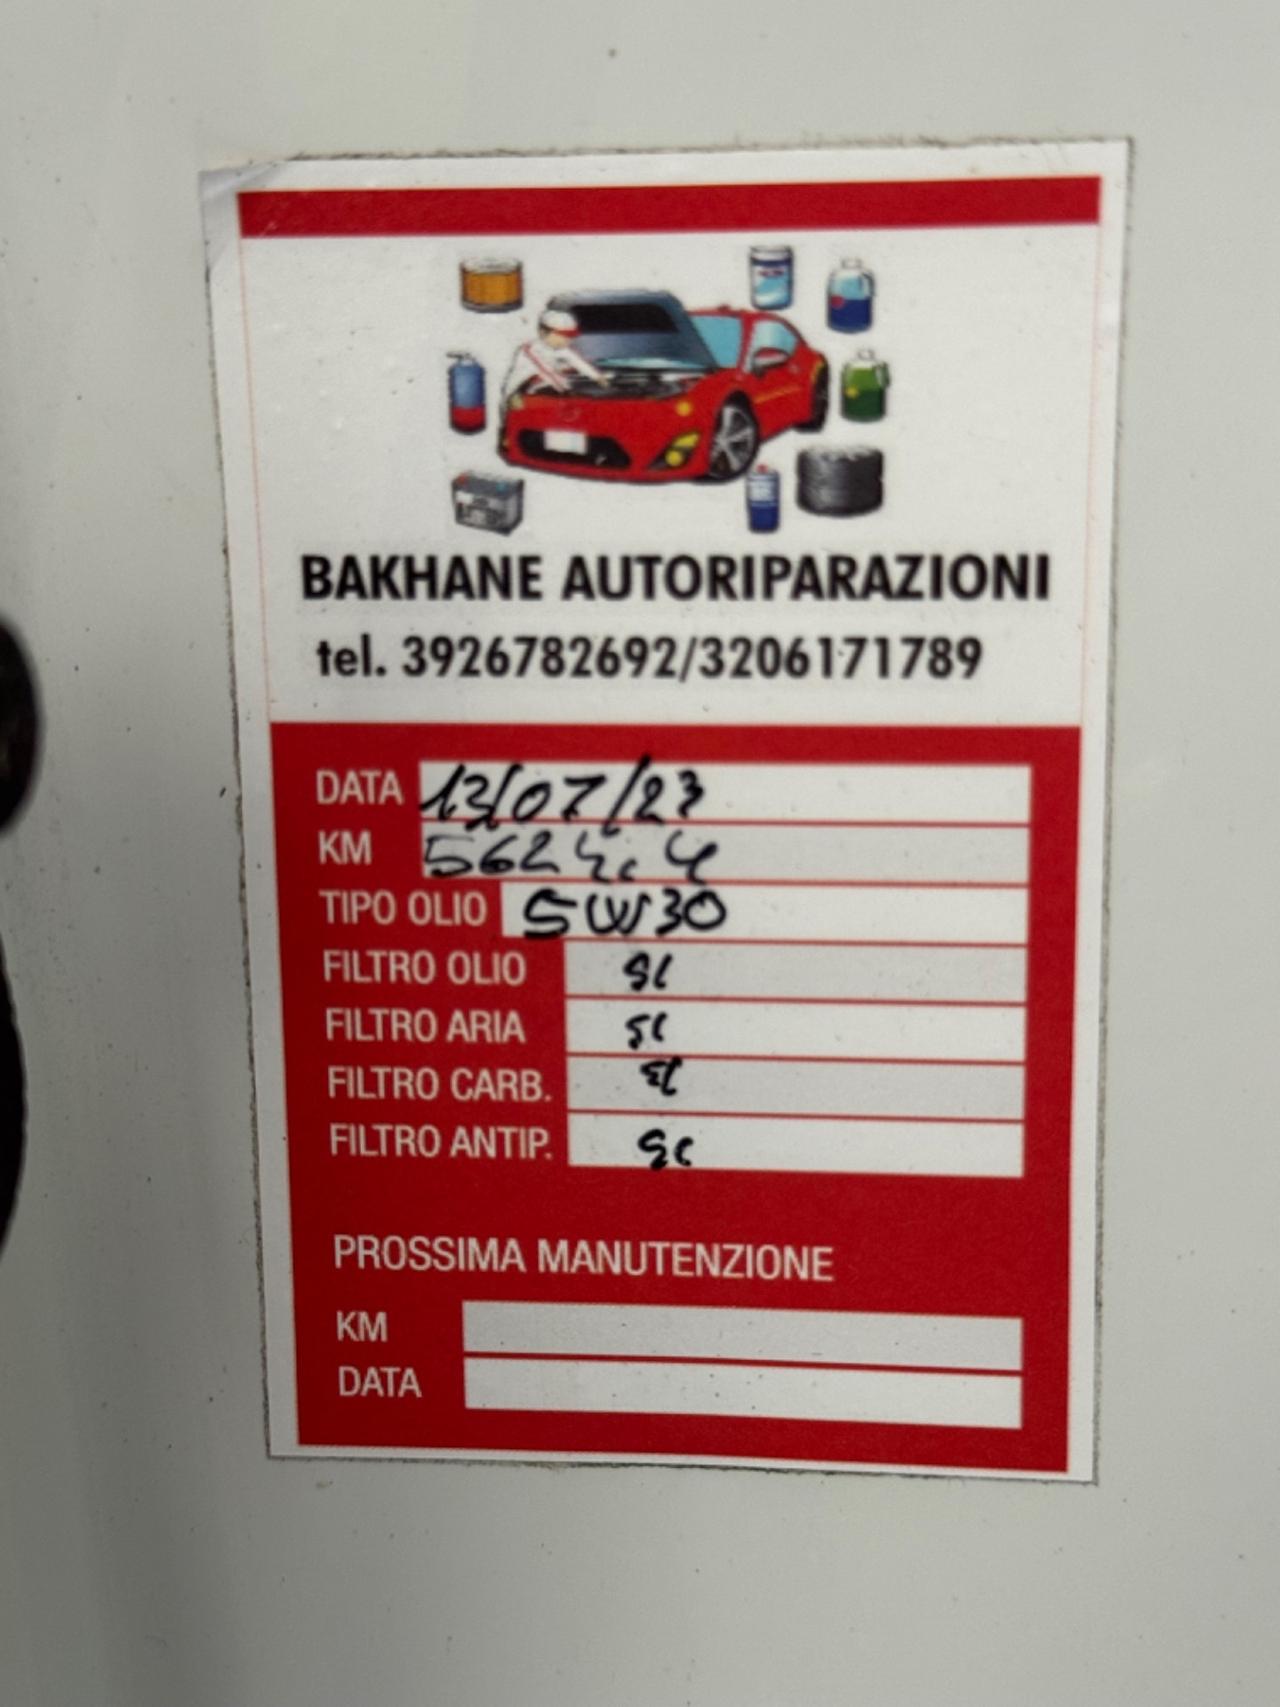 BAKHANE AUTORIPARAZIONI
tel. 3926782692/3206171789
DATA 13/07/23
KM
TIPO OLIO 5W30
FILTRO OLIO SI
FILTRO ARIA SI
FILTRO CARB.
FILTRO ANTIP. SI
PROSSIMA MANUTENZIONE
KM
DATA